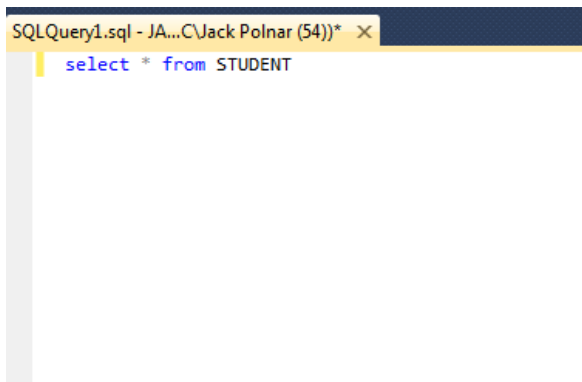 SQLQuery1.sql - JA...C\Jack Polnar (54))*
select * from STUDENT